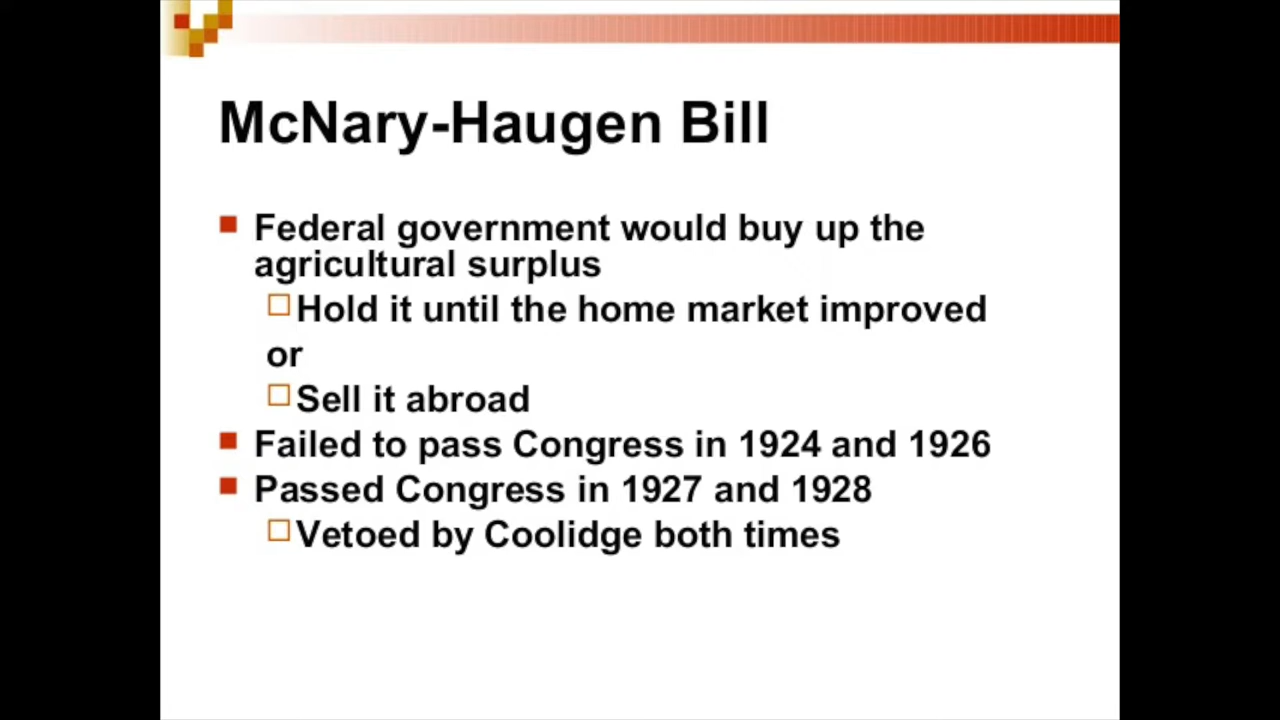 McNary-Haugen Bill
Federal government would buy up the
agricultural surplus
Hold it until the home market improved
or
Sell it abroad
Failed to pass Congress in 1924 and 1926
Passed Congress in 1927 and 1928
Vetoed by Coolidge both times